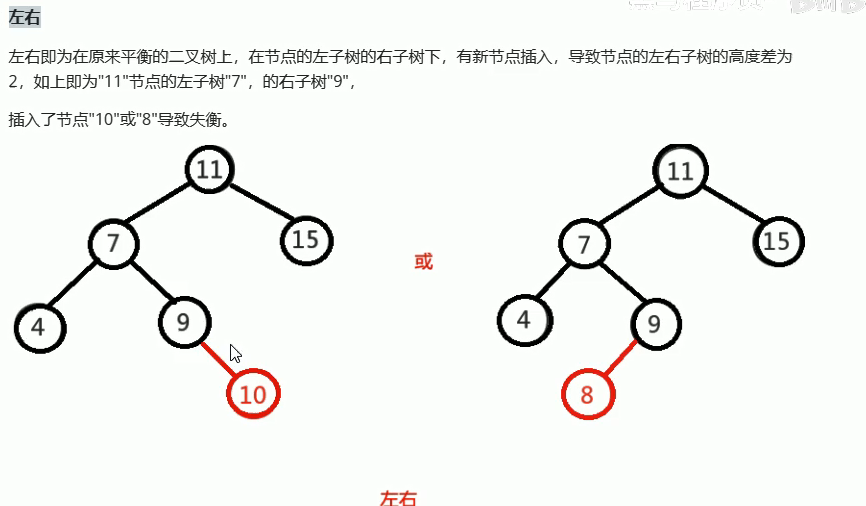 左右
左右即为在原来平衡的二叉树上，在节点的左子树的右子树下，有新节点插入，导致节点的左右子树的高度差为
2，如上即为"11"节点的左子树"7"，的右子树"9"，
插入了节点"10"或"8"导致失衡。
11
11
7
15
或
7
15
4
9
4
9
10
8
左右